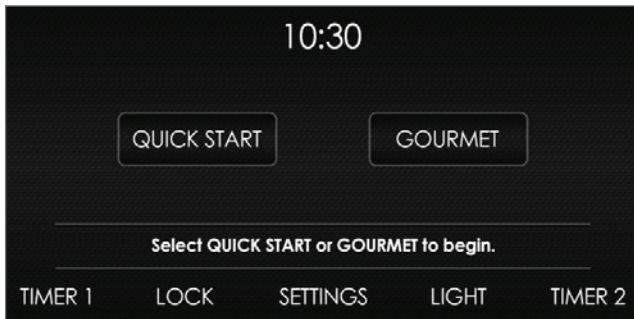 10:30
QUICK START GOURMET
Select QUICK START or GOURMET to begin.
TIMER 1 LOCK SETTINGS LIGHT TIMER 2